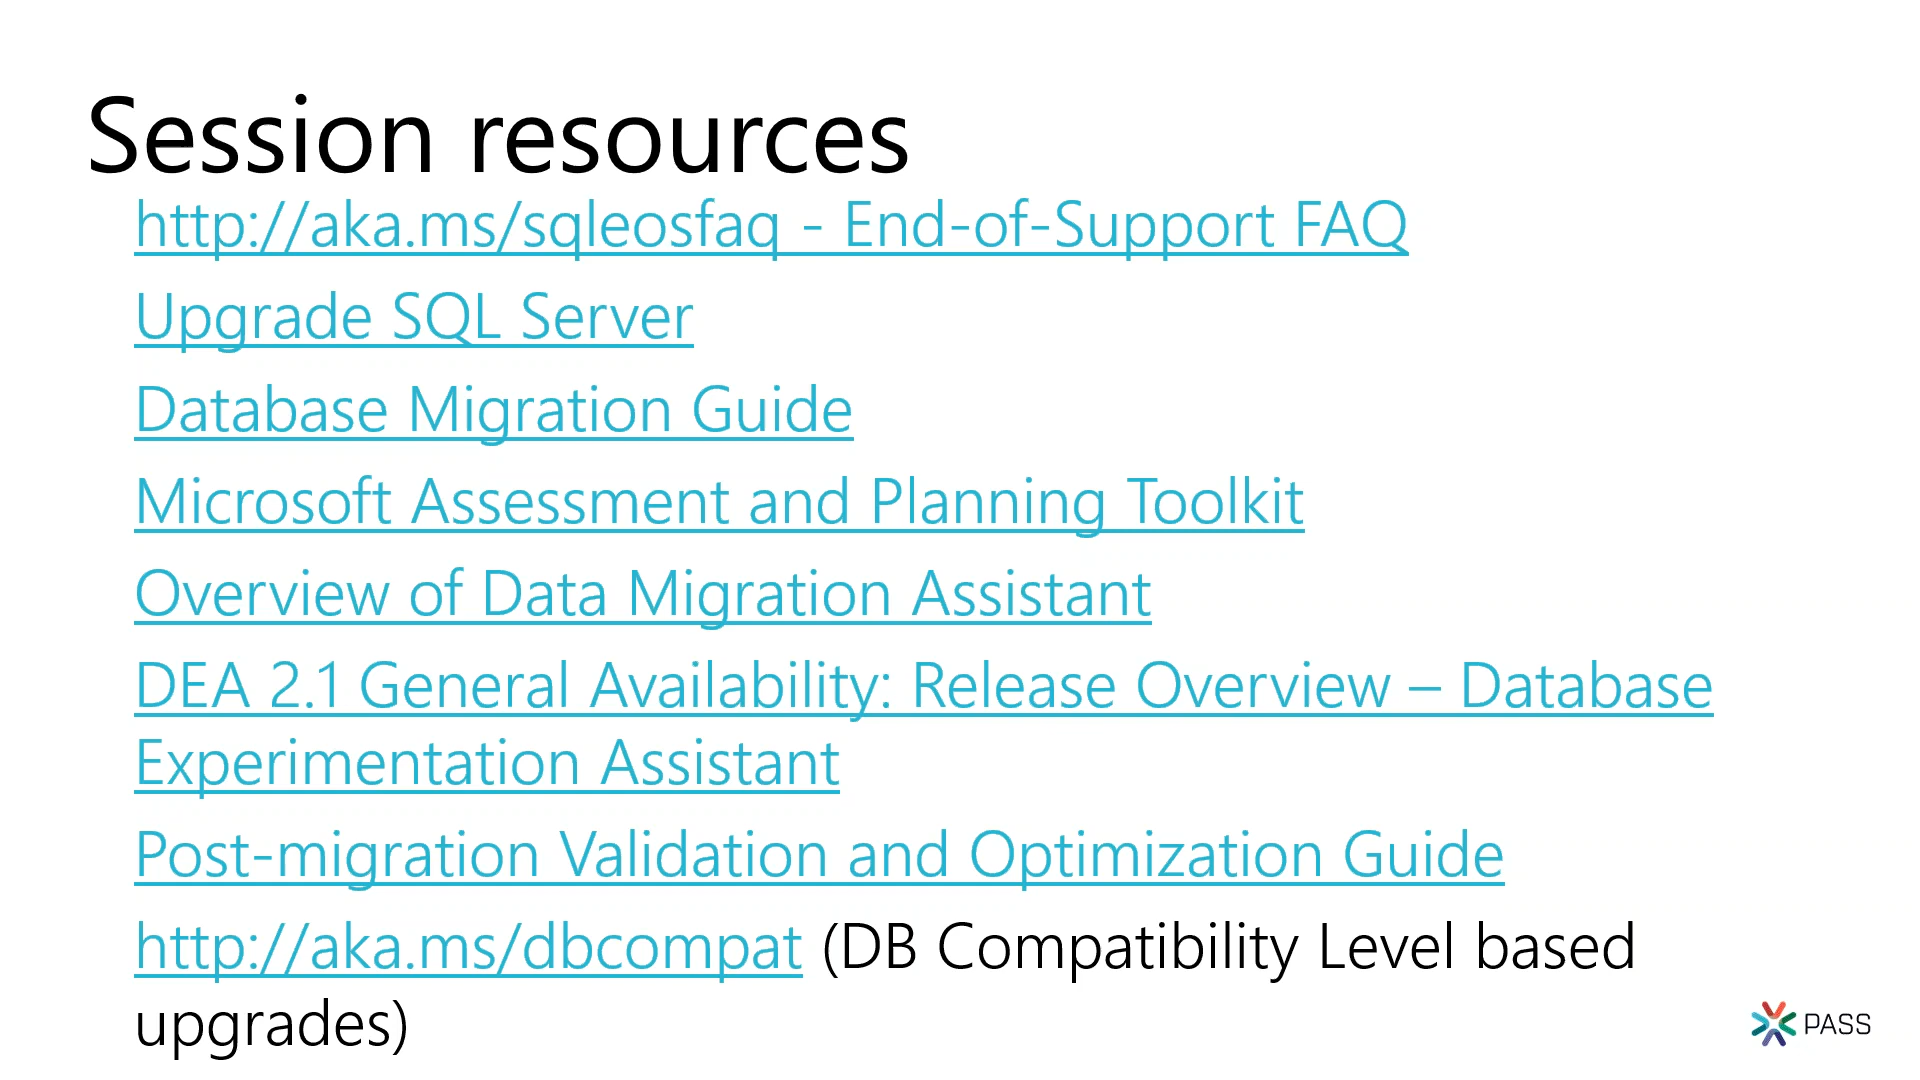 Session resources
http://aka.ms/sqleosfaq - End-of-Support FAQ
Upgrade SQL Server
Database Migration Guide
Microsoft Assessment and Planning Toolkit
Overview of Data Migration Assistant
DEA 2.1 General Availability: Release Overview – Database
Experimentation Assistant
Post-migration Validation and Optimization Guide
http://aka.ms/dbcompat (DB Compatibility Level based
upgrades)
PASS